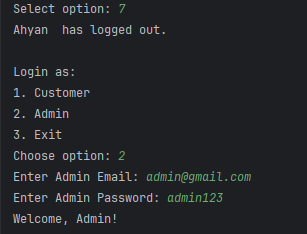 Select option: 7
Ahyan  has logged out.
Login as:
1. Customer
2. Admin
3. Exit
Choose option: 2
Enter Admin Email: admin@gmail.com
Enter Admin Password: admin123
Welcome, Admin!